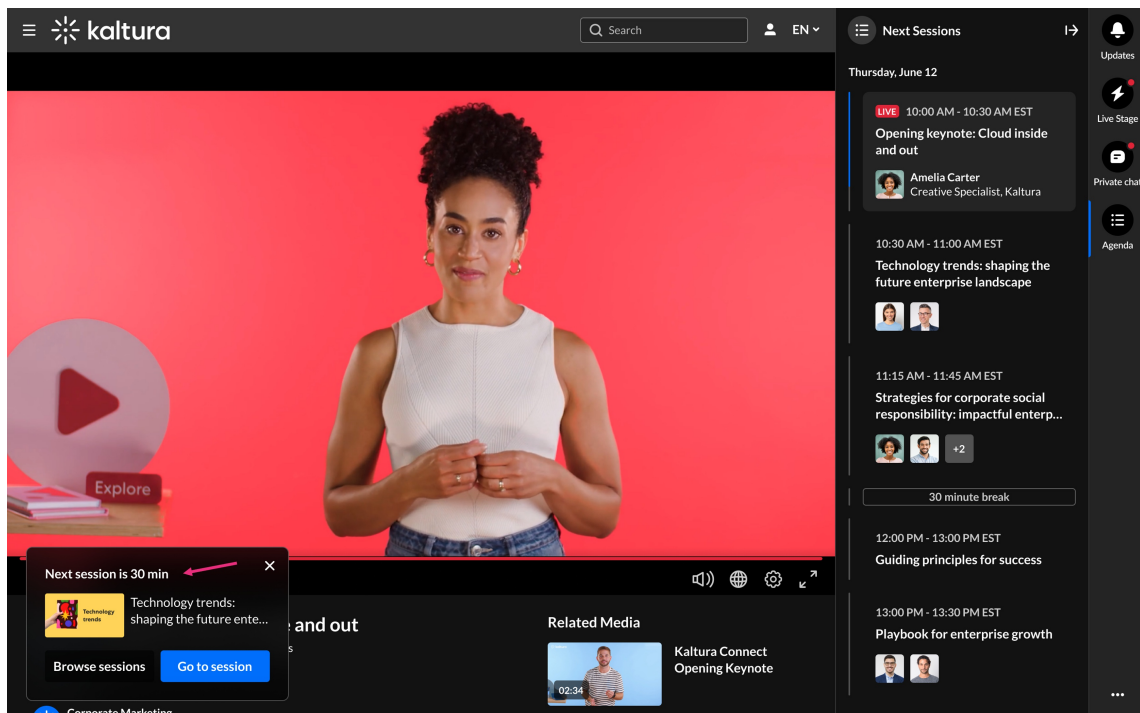 kaltura
Search
EN
Next Sessions
Updates
Live Stage
Private chat
Agenda
Thursday, June 12
LIVE 10:00 AM - 10:30 AM EST
Opening keynote: Cloud inside
and out
Amelia Carter
Creative Specialist, Kaltura
10:30 AM - 11:00 AM EST
Technology trends: shaping the
future enterprise landscape
11:15 AM - 11:45 AM EST
Strategies for corporate social
responsibility: impactful enterp...
+2
30 minute break
12:00 PM - 13:00 PM EST
Guiding principles for success
13:00 PM - 13:30 PM EST
Playbook for enterprise growth
Explore
Next session is 30 min
Technology
trends
Technology trends:
shaping the future ente...
Browse sessions
Go to session
and out
s
Related Media
02:34
Kaltura Connect
Opening Keynote
Corporate Marketing